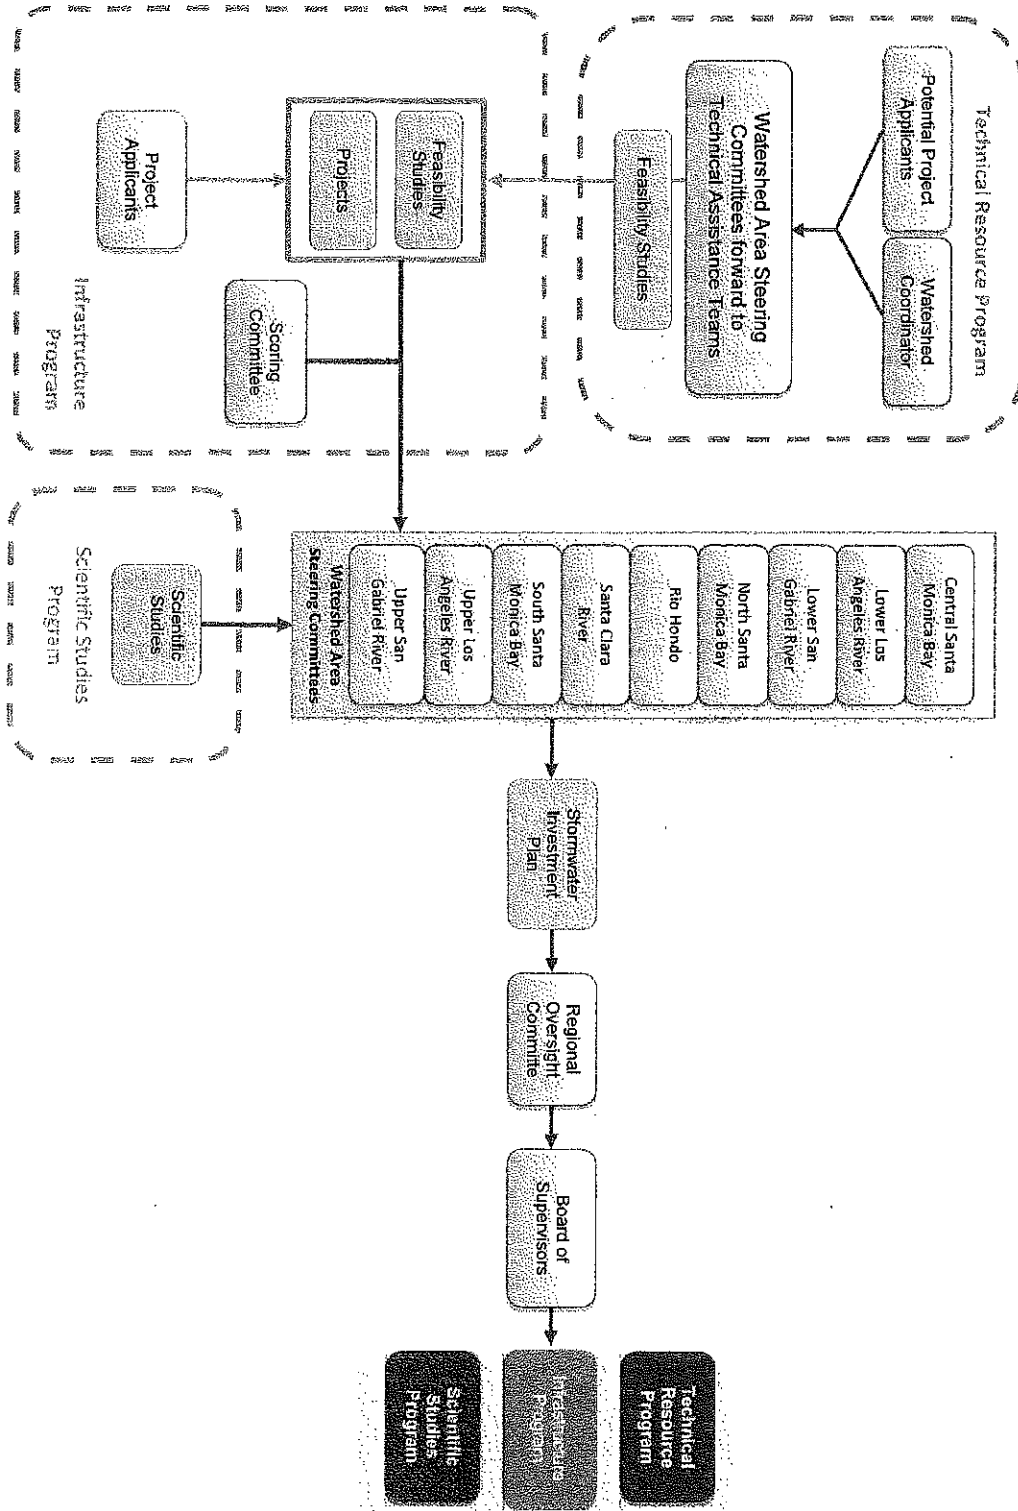 Technical Resource Program
Potential Project
Applicants
Watershed
Coordinator
Watershed Area Steering
Committees forward to
Technical Assistance Teams
Feasibility Studies
Feasibility
Studies
Projects
Project
Applicants
Scoring
Committee
Infrastructure
Program
Central Santa
Monica Bay
Lower Los
Angeles River
Lower San
Gabriel River
North Santa
Monica Bay
Rio Hondo
Santa Clara
River
South Santa
Monica Bay
Upper Los
Angeles River
Upper San
Gabriel River
Watershed Area
Steering Committees
Scientific
Studies
Scientific Studies
Program
Stormwater
Investment
Plan
Regional
Oversight
Committe
Board of
Supervisors
Technical
Resource
Program
Infrastructure
Program
Scientific
Studies
Program